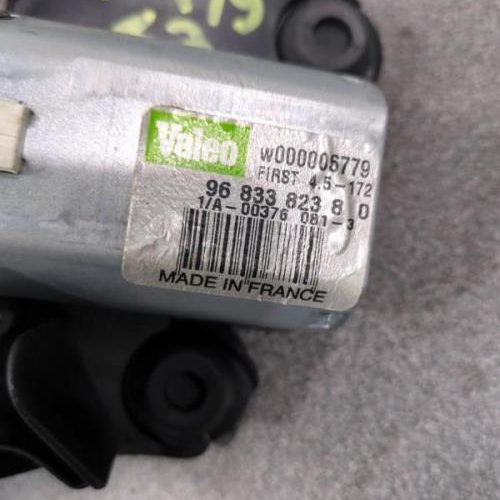 Valeo
W000006779
FIRST 4.5-172
96 833 823 8 0
1/A-00376 081-3
MADE IN FRANCE